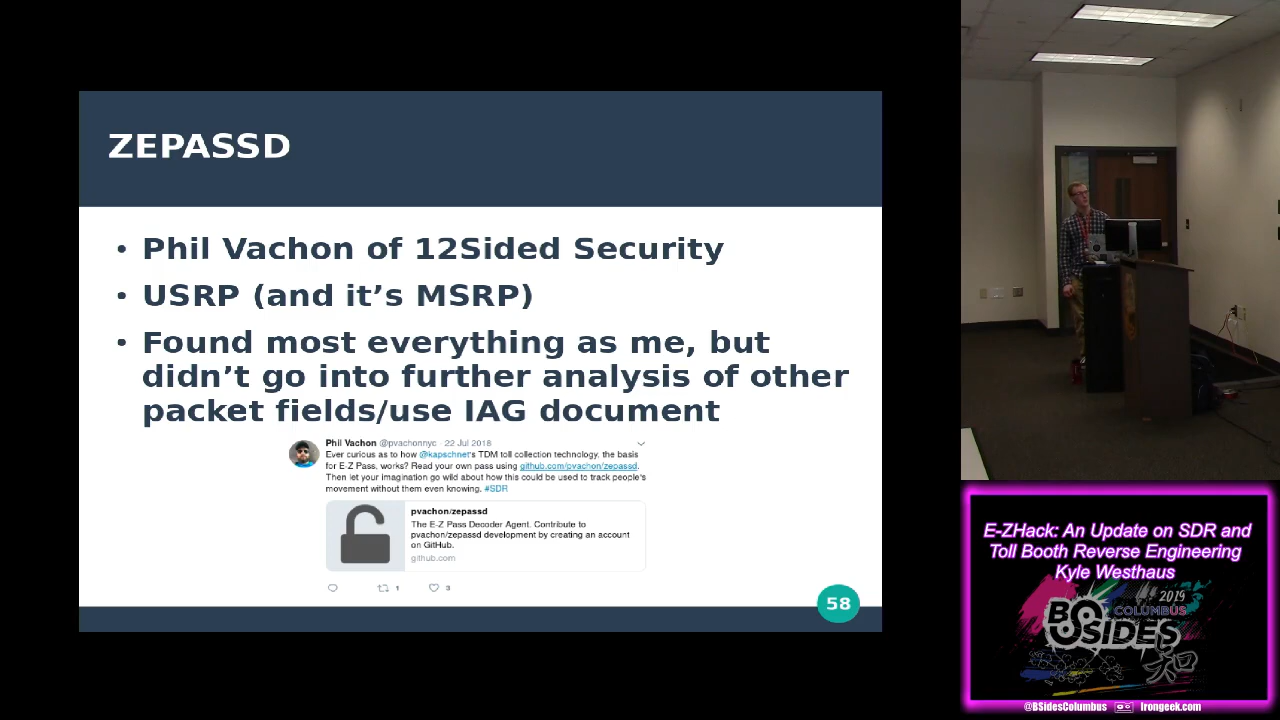 ZEPASSD
• Phil Vachon of 12Sided Security
• USRP (and it's MSRP)
• Found most everything as me, but
didn't go into further analysis of other
packet fields/use IAG document
Phil Vachon @pvachonnyc · 22 Jul 2018
Ever curious as to how @kapschnet's TDM toll collection technology, the basis
for E-Z Pass, works? Read your own pass using github.com/pvachon/zepassd.
Then let your imagination go wild about how this could be used to track people's
movement without them even knowing. #SDR
pvachon/zepassd
The E-Z Pass Decoder Agent. Contribute to
pvachon/zepassd development by creating an account
on GitHub.
github.com
1 3
58
E-ZHack: An Update on SDR and
Toll Booth Reverse Engineering
Kyle Westhaus
2019
BSIDES
COLUMBUS
知
@BSidesColumbus Irongeek.com